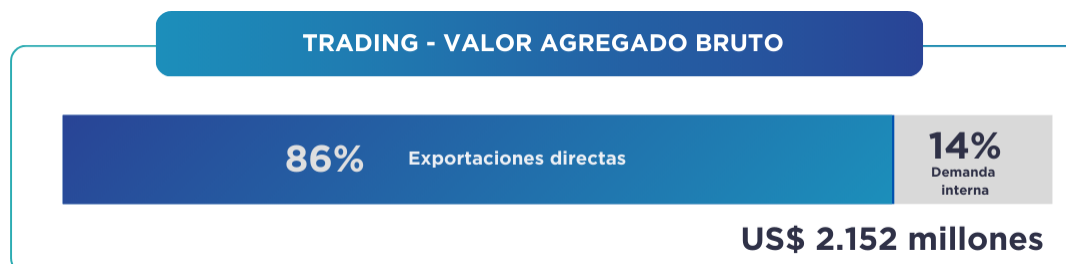 TRADING - VALOR AGREGADO BRUTO
86% Exportaciones directas
14%
Demanda
interna
US$ 2.152 millones